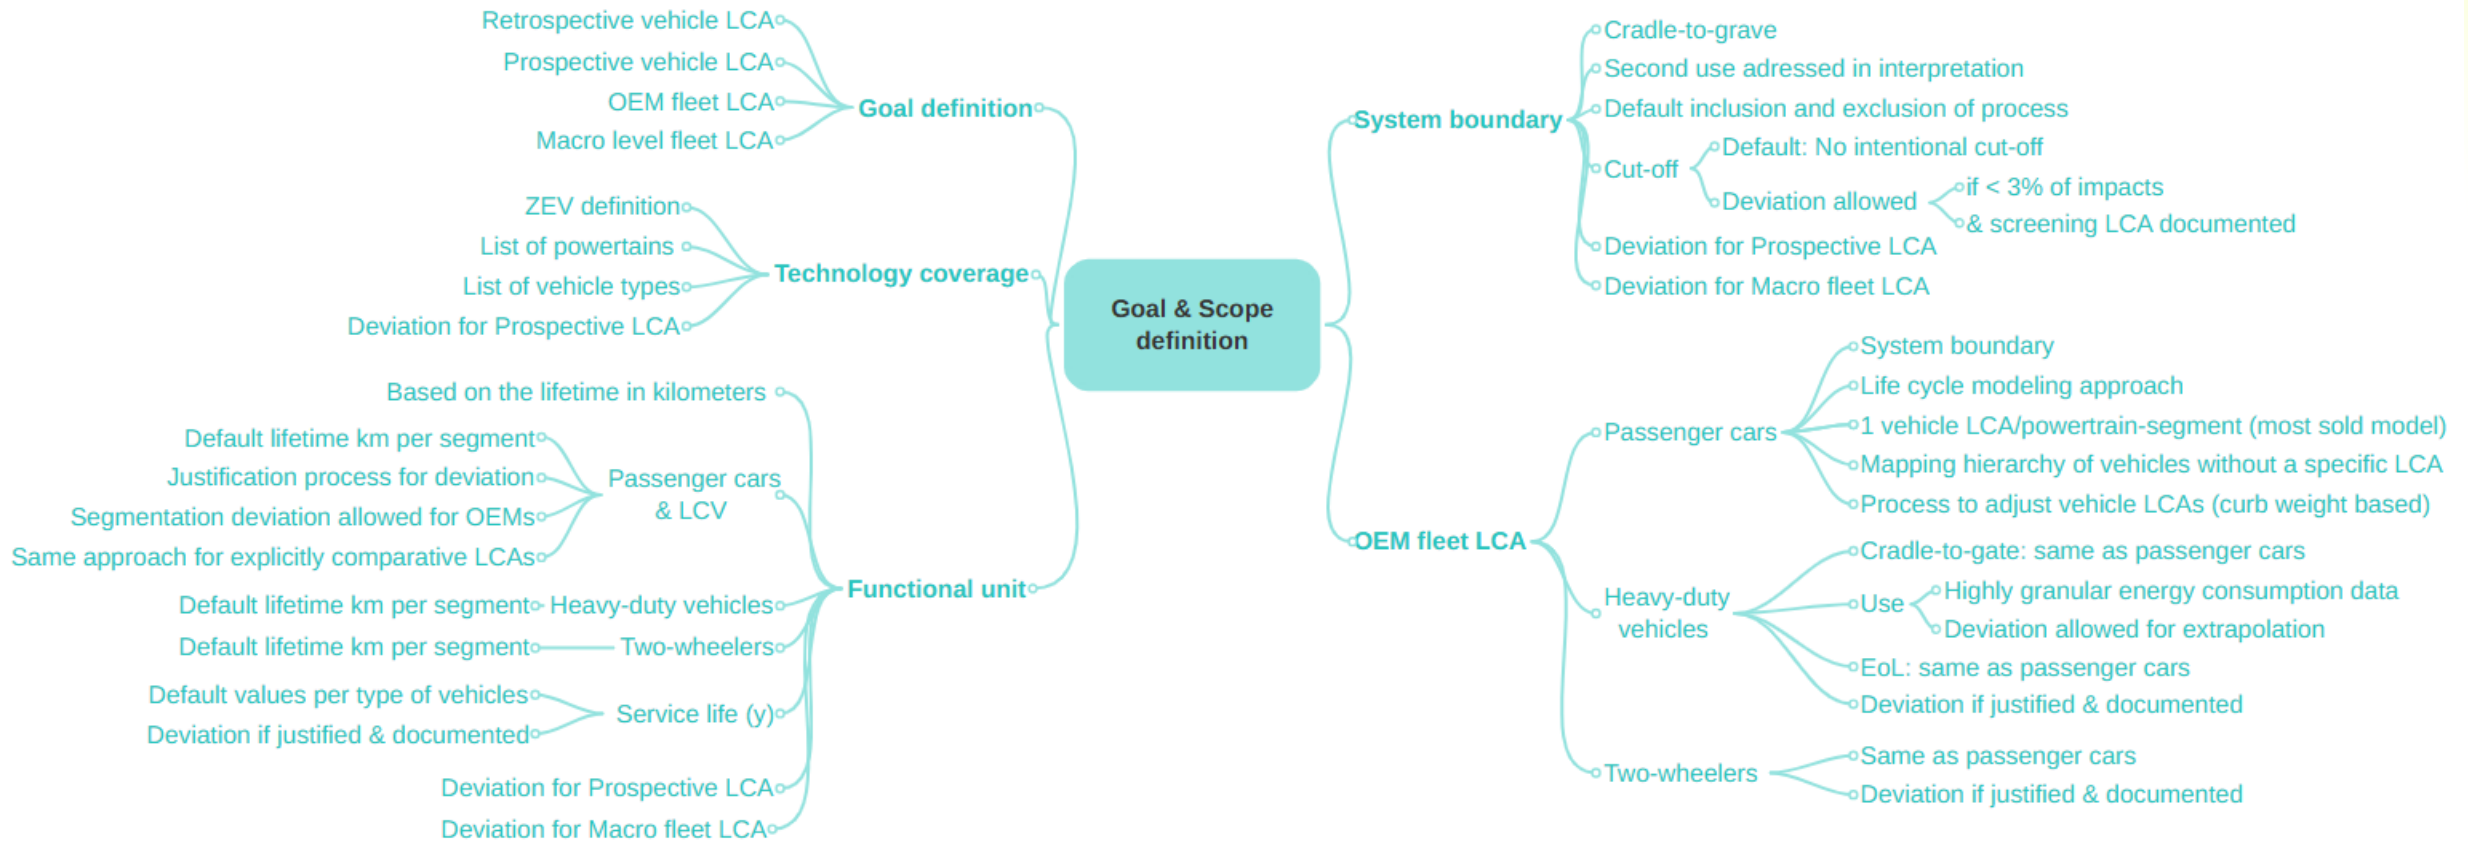 Retrospective vehicle LCA
Prospective vehicle LCA
OEM fleet LCA
Macro level fleet LCA
Goal definition
ZEV definition
List of powertains
List of vehicle types
Deviation for Prospective LCA
Technology coverage
Based on the lifetime in kilometers
Default lifetime km per segment
Justification process for deviation
Segmentation deviation allowed for OEMs
Same approach for explicitly comparative LCAs
Passenger cars
& LCV
Default lifetime km per segment
Heavy-duty vehicles
Default lifetime km per segment
Two-wheelers
Default values per type of vehicles
Deviation if justified & documented
Service life (y)
Deviation for Prospective LCA
Deviation for Macro fleet LCA
Functional unit
Goal & Scope
definition
System boundary
Cradle-to-grave
Second use adressed in interpretation
Default inclusion and exclusion of process
Cut-off
Default: No intentional cut-off
Deviation allowed
if < 3% of impacts
& screening LCA documented
Deviation for Prospective LCA
Deviation for Macro fleet LCA
OEM fleet LCA
Passenger cars
System boundary
Life cycle modeling approach
1 vehicle LCA/powertrain-segment (most sold model)
Mapping hierarchy of vehicles without a specific LCA
Process to adjust vehicle LCAs (curb weight based)
Heavy-duty
vehicles
Cradle-to-gate: same as passenger cars
Use
Highly granular energy consumption data
Deviation allowed for extrapolation
EoL: same as passenger cars
Deviation if justified & documented
Two-wheelers
Same as passenger cars
Deviation if justified & documented